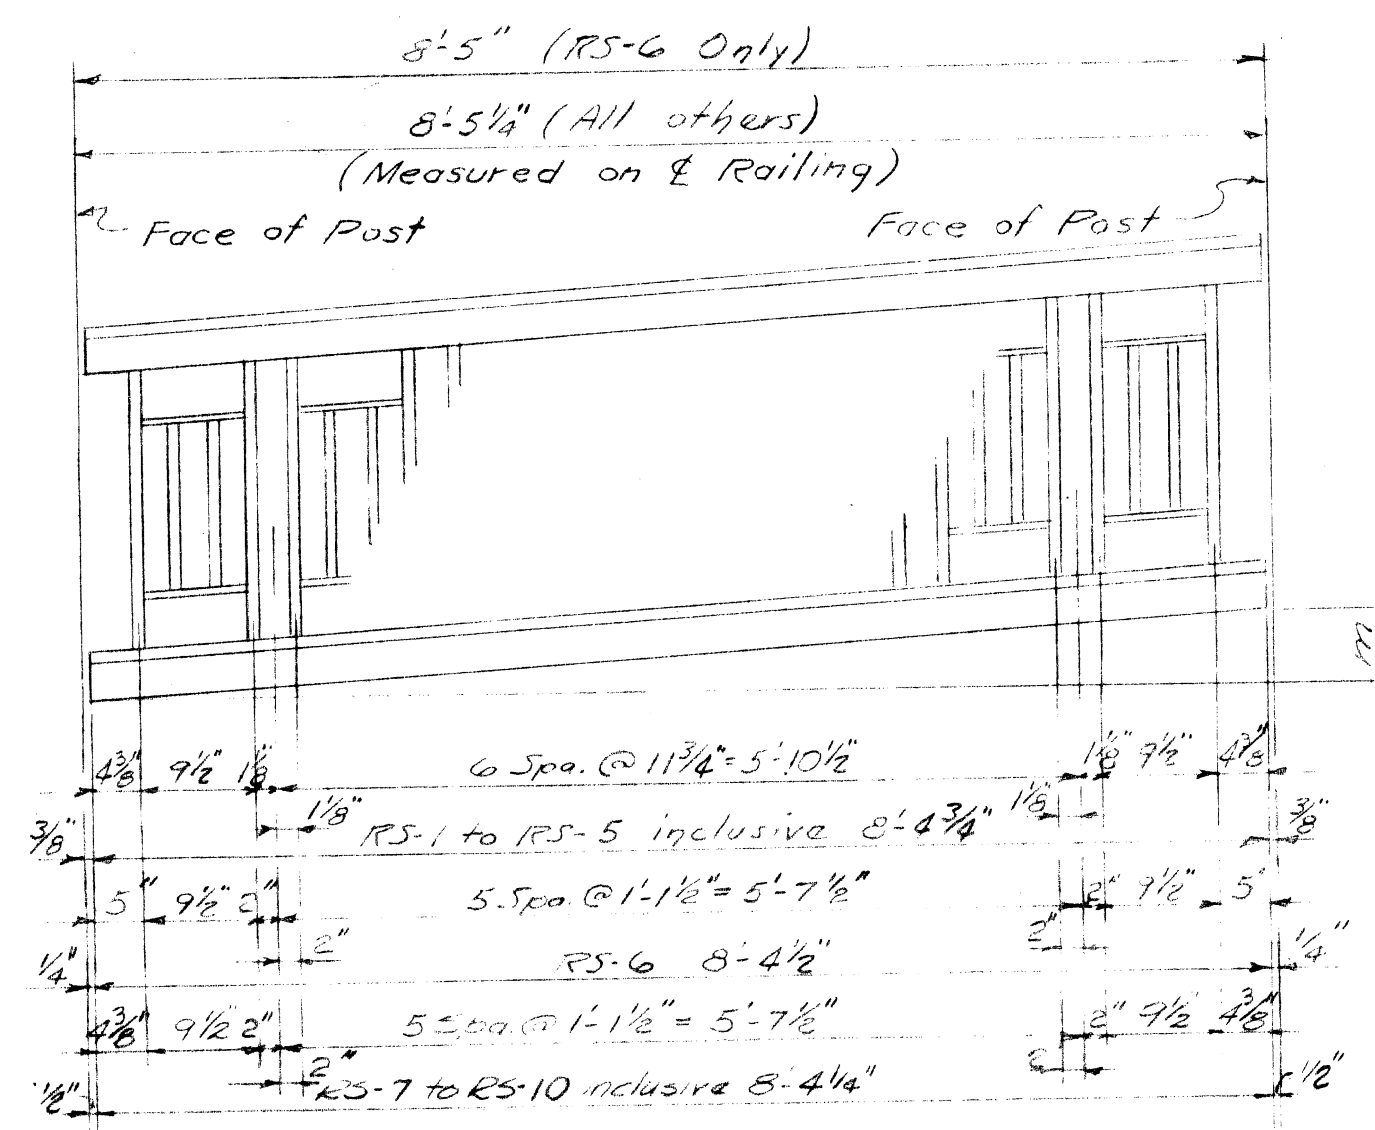 8'-5" (RS-6 Only)
8'-5¼" (All others)
(Measured on ℄ Railing)
Face of Post
Face of Post
4⅜" 9½" 1⅛" 6 Spa. @ 11¾" = 5'-10½" 1⅛" 9½" 4⅜"
1⅛" 1⅛"
⅜" RS-1 to RS-5 inclusive 8'-4¾" ⅜"
5" 9½" 2" 5 Spa. @ 1'-1½" = 5'-7½" 2" 9½" 5'
2" 2"
¼" RS-6 8'-4½" ¼"
4⅜" 9½ 2" 5 Spa. @ 1'-1½" = 5'-7½" 2" 9½ 4⅜"
2" 2
½" RS-7 to RS-10 inclusive 8'-4¼" ½"